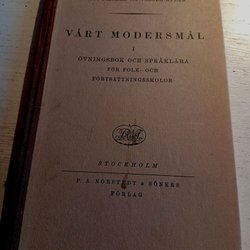 VÅRT MODERSMÅL
I
ÖVNINGSBOK OCH SPRÅKLÄRA
FÖR FOLK- OCH
FORTSÄTTNINGSSKOLOR
STOCKHOLM
P. A. NORSTEDT & SÖNERS
FÖRLAG